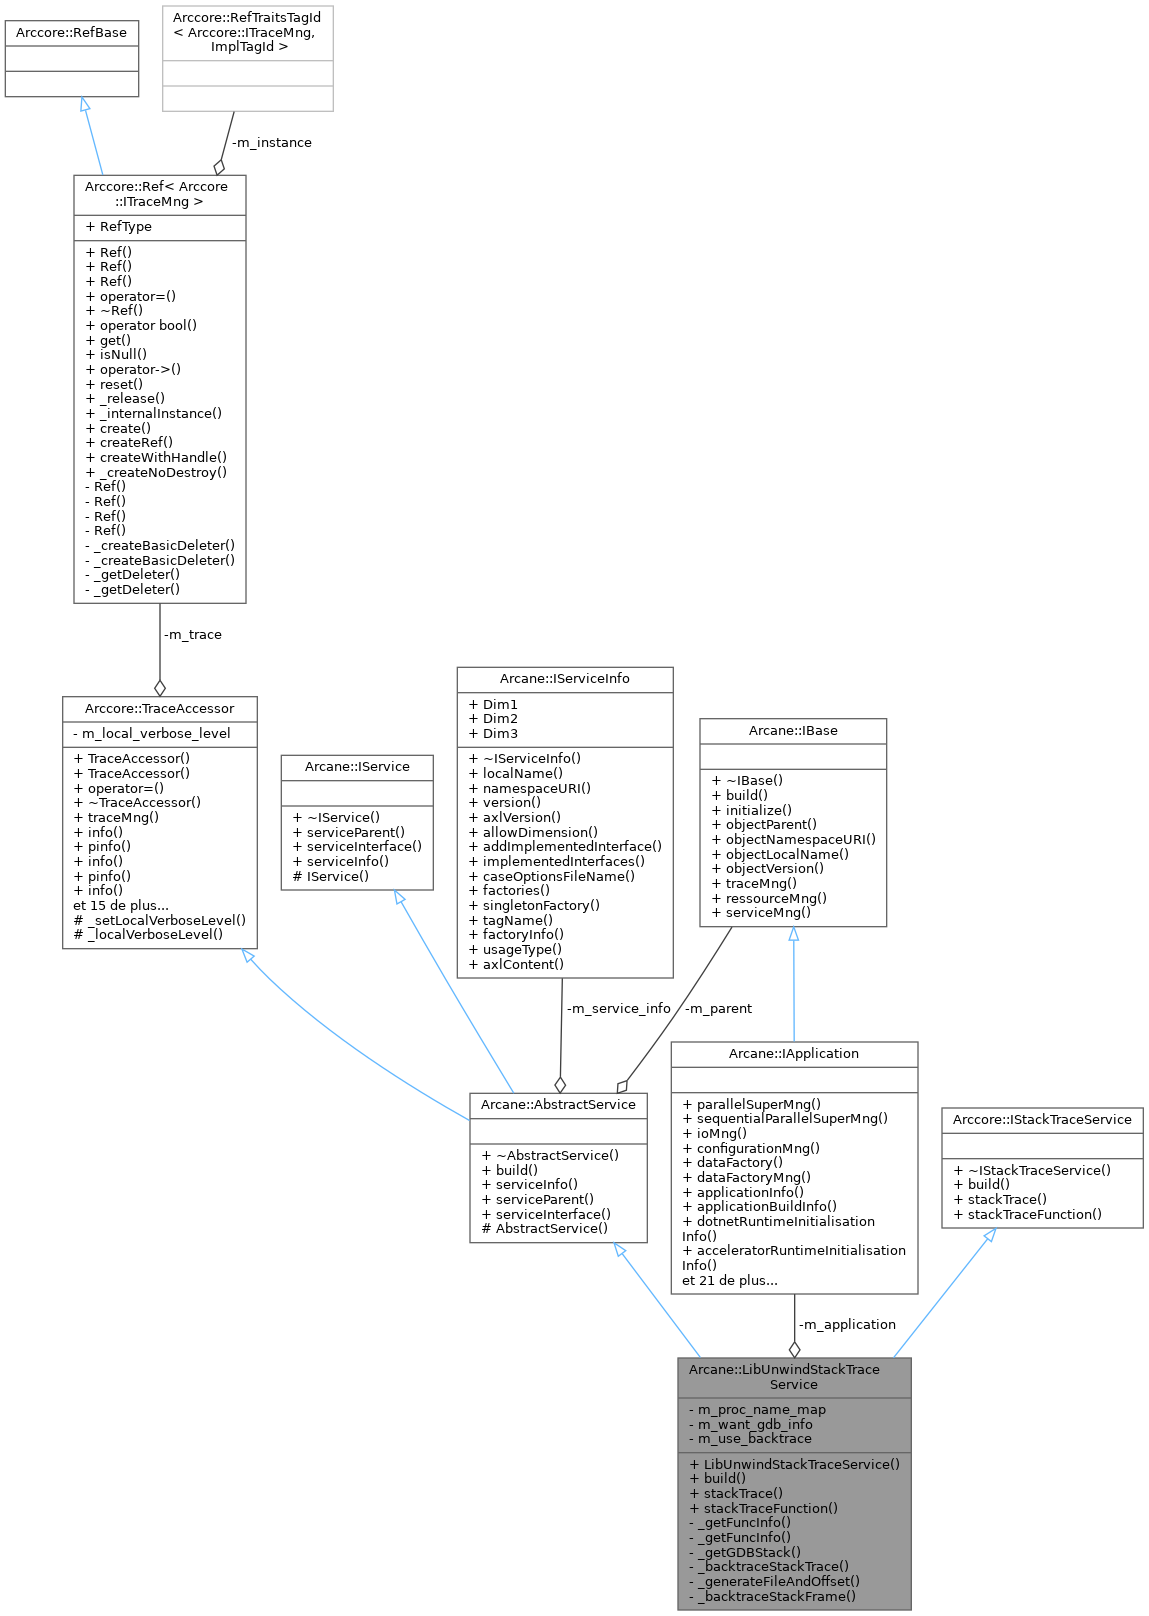 Arccore::RefBase
Arccore::RefTraitsTagId
< Arccore::ITraceMng,
ImplTagId >
-m_instance
Arccore::Ref< Arccore
::ITraceMng >
+ RefType
+ Ref()
+ Ref()
+ Ref()
+ operator=()
+ ~Ref()
+ operator bool()
+ get()
+ isNull()
+ operator->()
+ reset()
+ _release()
+ _internalInstance()
+ create()
+ createRef()
+ createWithHandle()
+ _createNoDestroy()
- Ref()
- Ref()
- Ref()
- Ref()
- _createBasicDeleter()
- _createBasicDeleter()
- _getDeleter()
- _getDeleter()
-m_trace
Arccore::TraceAccessor
- m_local_verbose_level
+ TraceAccessor()
+ TraceAccessor()
+ operator=()
+ ~TraceAccessor()
+ traceMng()
+ info()
+ pinfo()
+ info()
+ pinfo()
+ info()
et 15 de plus...
# _setLocalVerboseLevel()
# _localVerboseLevel()
Arcane::IService
+ ~IService()
+ serviceParent()
+ serviceInterface()
+ serviceInfo()
# IService()
Arcane::IServiceInfo
+ Dim1
+ Dim2
+ Dim3
+ ~IServiceInfo()
+ localName()
+ namespaceURI()
+ version()
+ axlVersion()
+ allowDimension()
+ addImplementedInterface()
+ implementedInterfaces()
+ caseOptionsFileName()
+ factories()
+ singletonFactory()
+ tagName()
+ factoryInfo()
+ usageType()
+ axlContent()
Arcane::IBase
+ ~IBase()
+ build()
+ initialize()
+ objectParent()
+ objectNamespaceURI()
+ objectLocalName()
+ objectVersion()
+ traceMng()
+ ressourceMng()
+ serviceMng()
-m_service_info
-m_parent
Arcane::AbstractService
+ ~AbstractService()
+ build()
+ serviceInfo()
+ serviceParent()
+ serviceInterface()
# AbstractService()
Arcane::IApplication
+ parallelSuperMng()
+ sequentialParallelSuperMng()
+ ioMng()
+ configurationMng()
+ dataFactory()
+ dataFactoryMng()
+ applicationInfo()
+ applicationBuildInfo()
+ dotnetRuntimeInitialisation
Info()
+ acceleratorRuntimeInitialisation
Info()
et 21 de plus...
Arccore::IStackTraceService
+ ~IStackTraceService()
+ build()
+ stackTrace()
+ stackTraceFunction()
-m_application
Arcane::LibUnwindStackTrace
Service
- m_proc_name_map
- m_want_gdb_info
- m_use_backtrace
+ LibUnwindStackTraceService()
+ build()
+ stackTrace()
+ stackTraceFunction()
- _getFuncInfo()
- _getFuncInfo()
- _getGDBStack()
- _backtraceStackTrace()
- _generateFileAndOffset()
- _backtraceStackFrame()